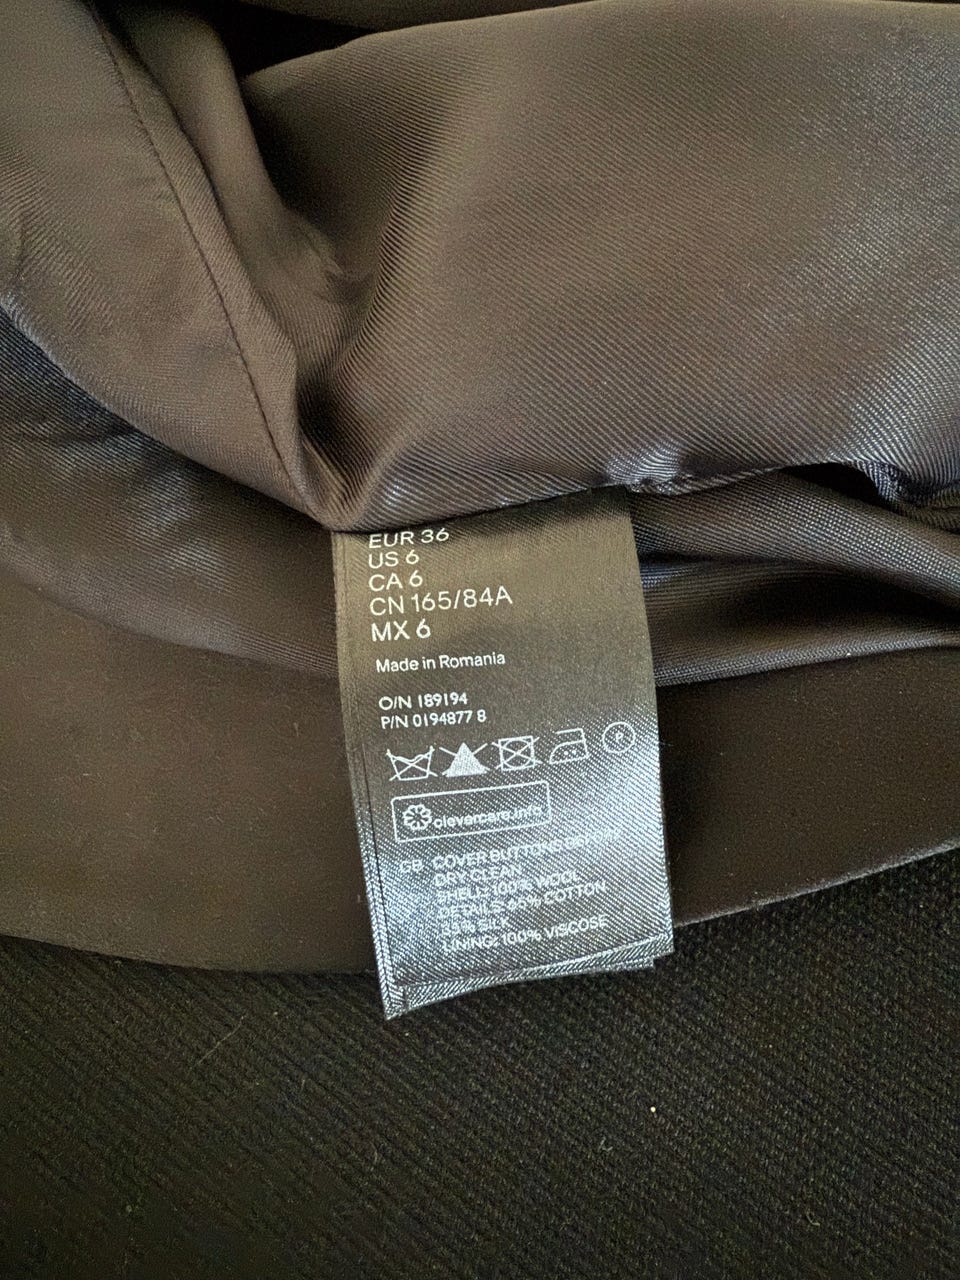 EUR 36
US 6
CA 6
CN 165/84A
MX 6
Made in Romania
O/N 189194
P/N 0194877 8
P
clevercare.info
GB COVER BUTTONS BEFORE
DRY CLEAN
SHELL: 100% WOOL
DETAILS: 65% COTTON
35% SILK
LINING: 100% VISCOSE